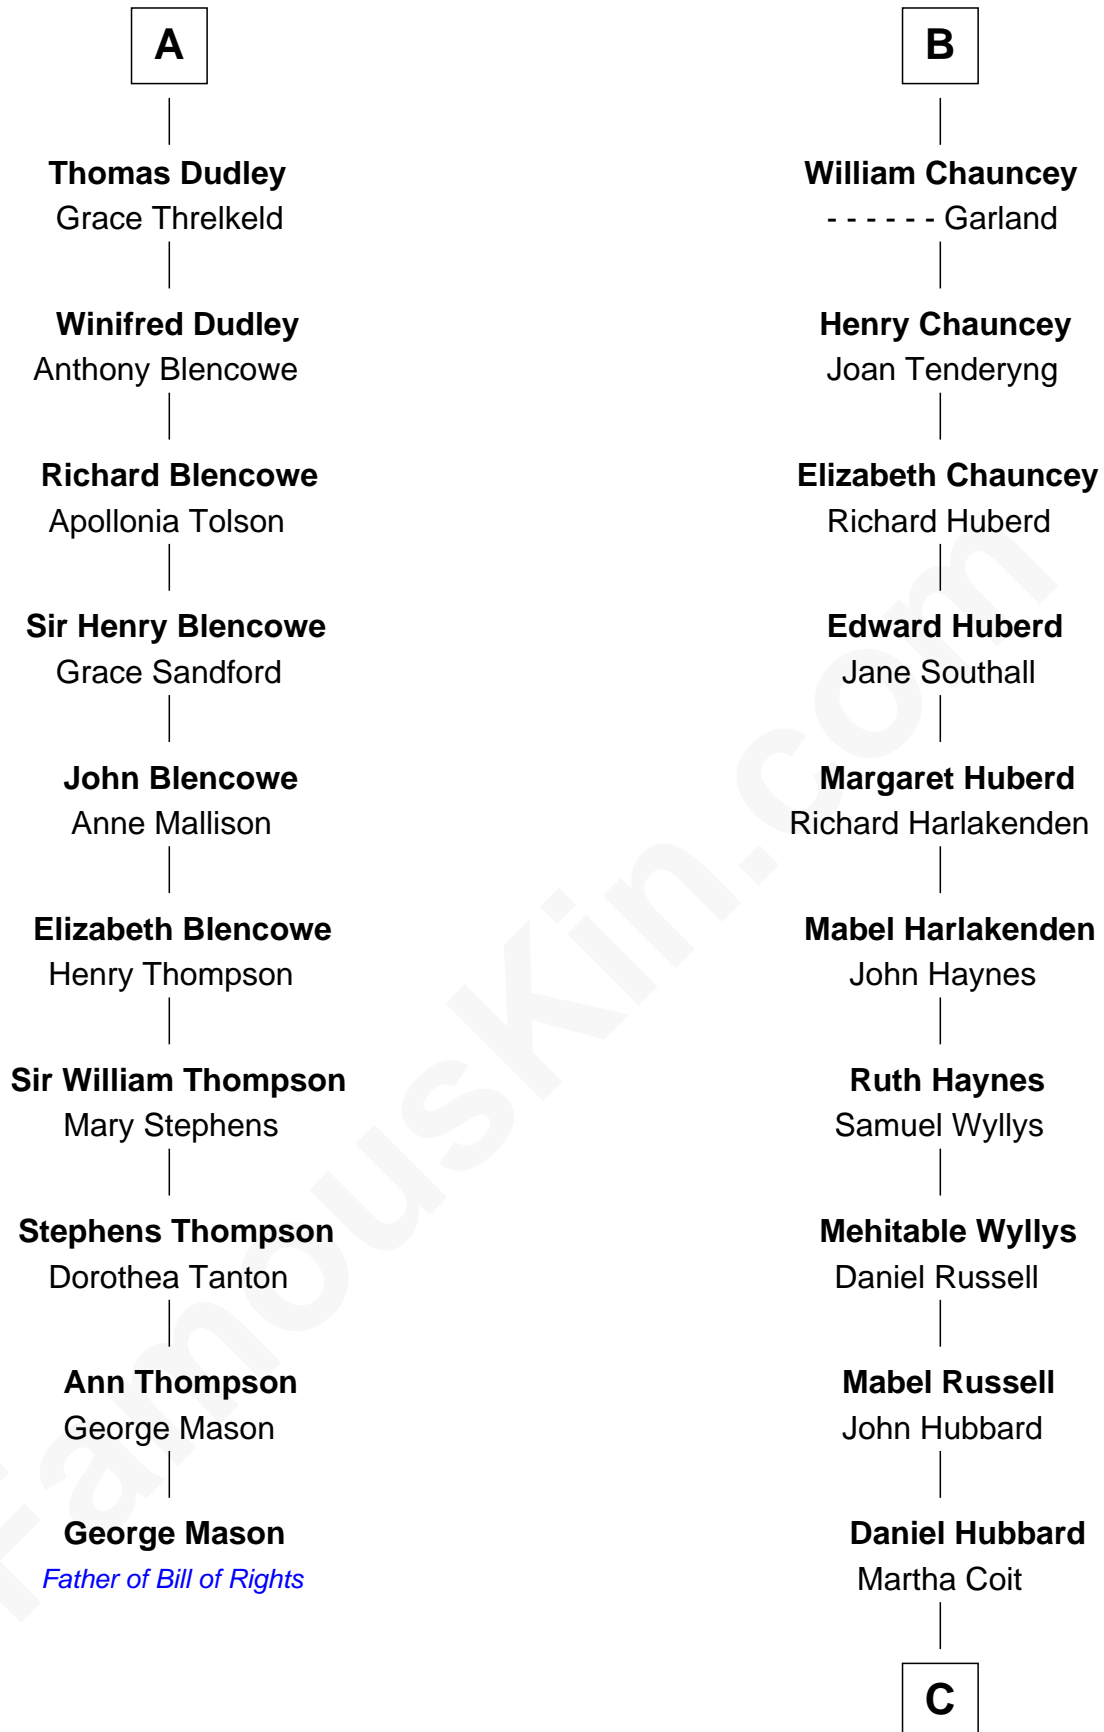 A
Thomas Dudley
Grace Threlkeld
Winifred Dudley
Anthony Blencowe
Richard Blencowe
Apollonia Tolson
Sir Henry Blencowe
Grace Sandford
John Blencowe
Anne Mallison
Elizabeth Blencowe
Henry Thompson
Sir William Thompson
Mary Stephens
Stephens Thompson
Dorothea Tanton
Ann Thompson
George Mason
George Mason
Father of Bill of Rights
B
William Chauncey
- - - - - - Garland
Henry Chauncey
Joan Tenderyng
Elizabeth Chauncey
Richard Huberd
Edward Huberd
Jane Southall
Margaret Huberd
Richard Harlakenden
Mabel Harlakenden
John Haynes
Ruth Haynes
Samuel Wyllys
Mehitable Wyllys
Daniel Russell
Mabel Russell
John Hubbard
Daniel Hubbard
Martha Coit
C
FamousKin.com